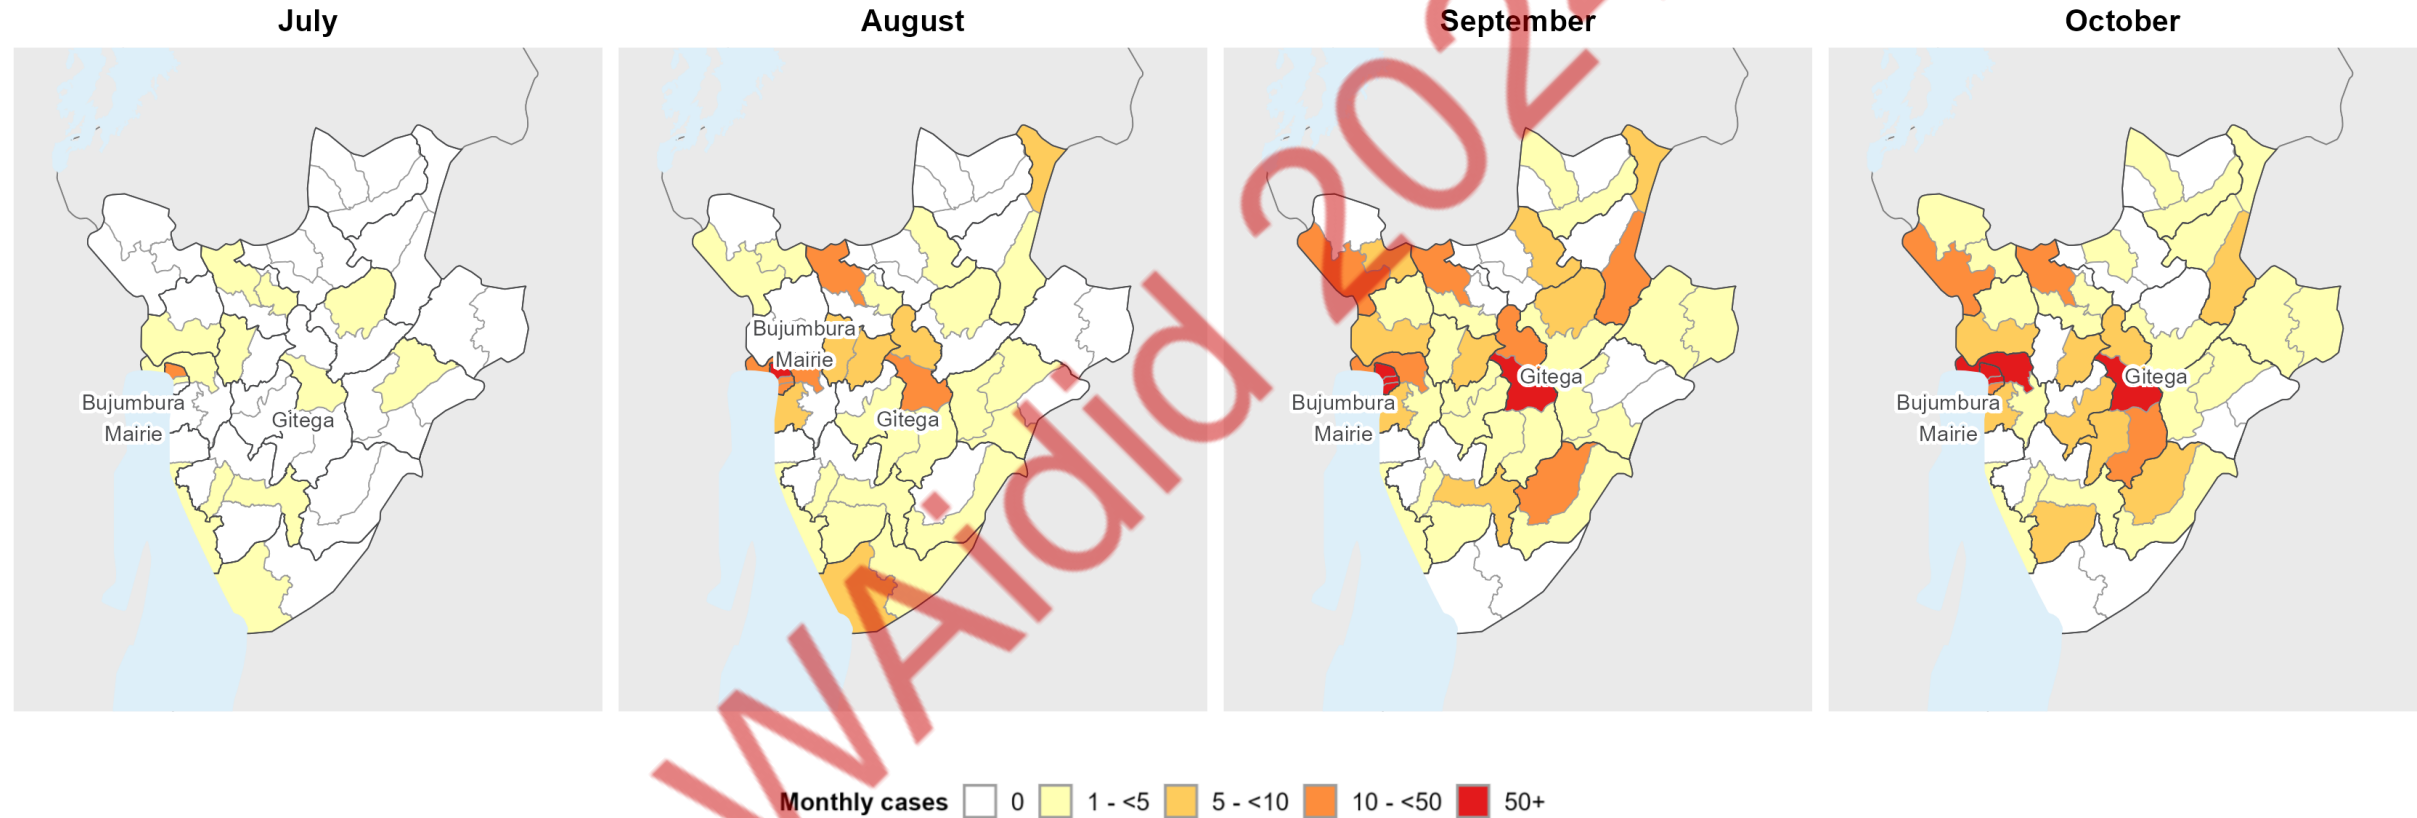 July
August
September
October
Bujumbura
Mairie
Gitega
Bujumbura
Mairie
Gitega
Bujumbura
Mairie
Gitega
Bujumbura
Mairie
Gitega
Monthly cases 0 1 - <5 5 - <10 10 - <50 50+
WAidid 202